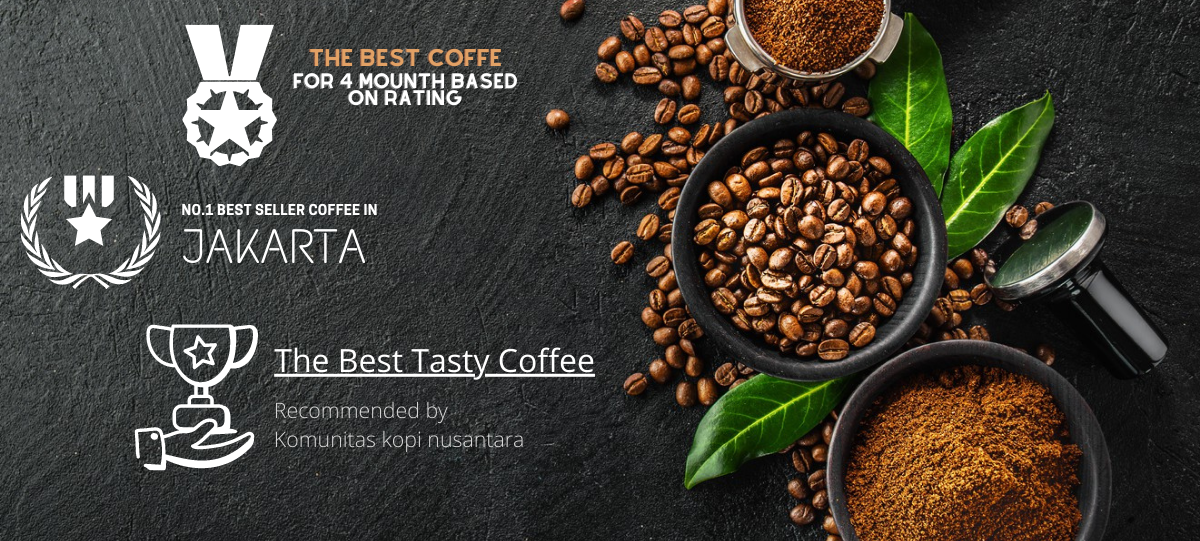 THE BEST COFFE
FOR 4 MOUNTH BASED
ON RATING
NO.1 BEST SELLER COFFEE IN
JAKARTA
The Best Tasty Coffee
Recommended by
Komunitas kopi nusantara